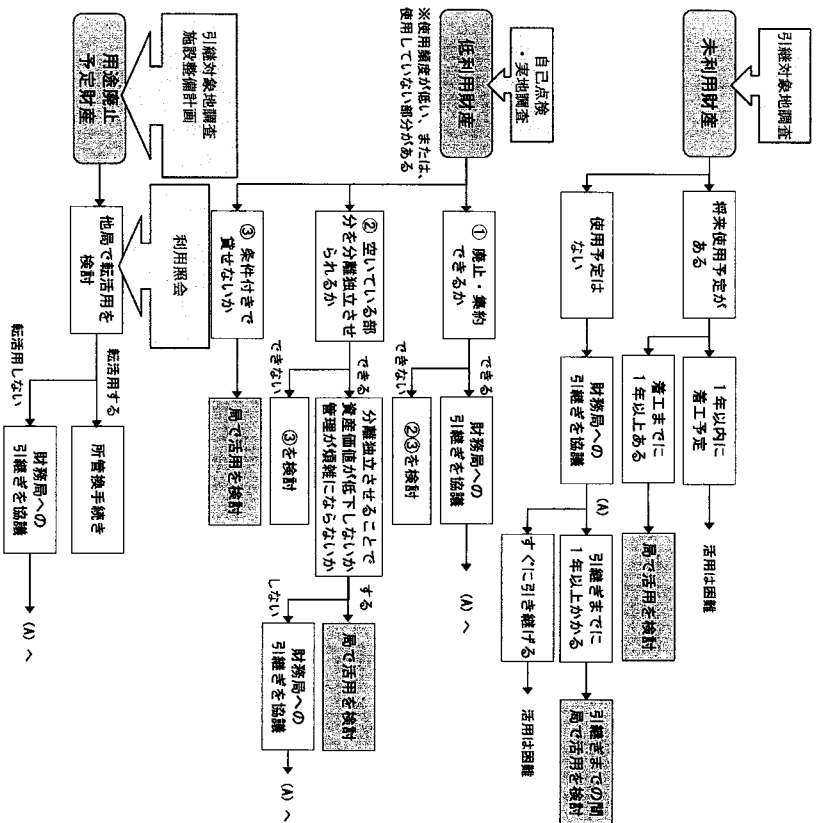 引継対象地調査
未利用財産
将来使用予定が
ある
1年以内に
着工予定
活用は困難
着工までに
1年以上ある
局で活用を検討
使用予定は
ない
財務局への
引継ぎを協議
(A)
引継ぎまでに
1年以上かかる
引継ぎまでの間
局で活用を検討
すぐに引き継げる
活用は困難
自己点検
・実地調査
低利用財産
※使用頻度が低い、または、
使用していない部分がある
① 廃止・集約
できるか
できる
財務局への
引継ぎを協議
(A) へ
できない
②③を検討
② 空いている部
分を分離独立させ
られるか
できる
分離独立させることで
資産価値が低下しないか
管理が煩雑にならないか
する
局で活用を検討
しない
財務局への
引継ぎを協議
(A) へ
できない
③を検討
③ 条件付きで
貸せないか
局で活用を検討
引継対象地調査
施設整備計画
用途廃止
予定財産
利用照会
他局で転活用を
検討
転活用する
所管換手続き
転活用しない
財務局への
引継ぎを協議
(A) へ